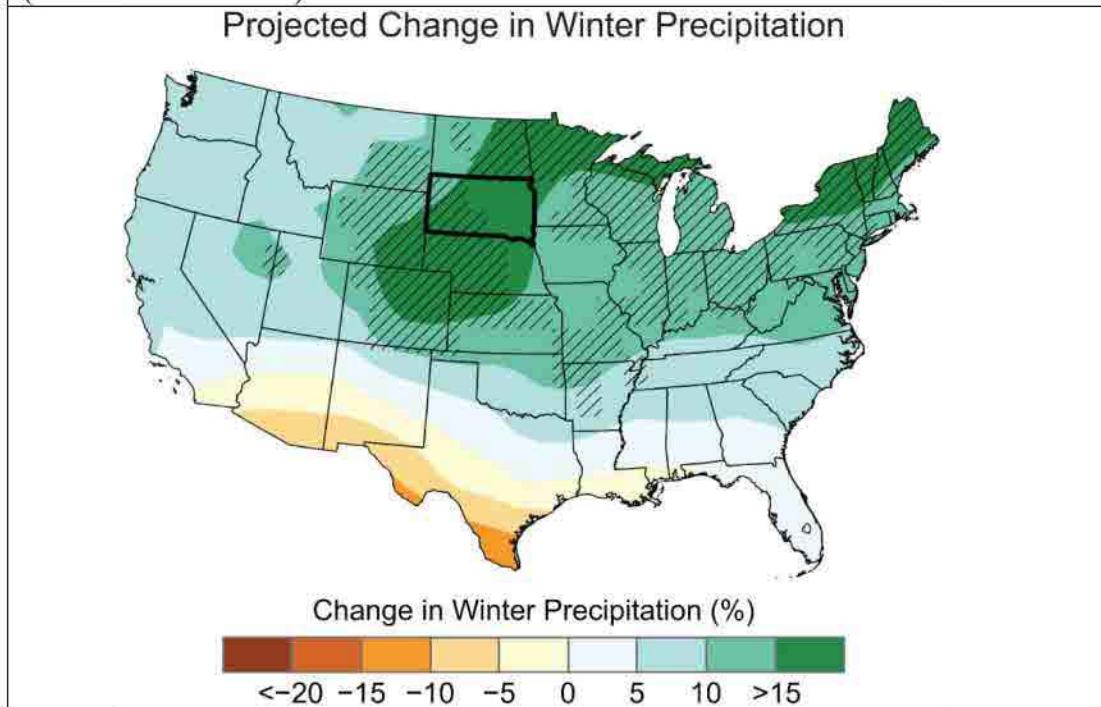 Projected Change in Winter Precipitation
Change in Winter Precipitation (%)
<−20 −15 −10 −5 0 5 10 >15